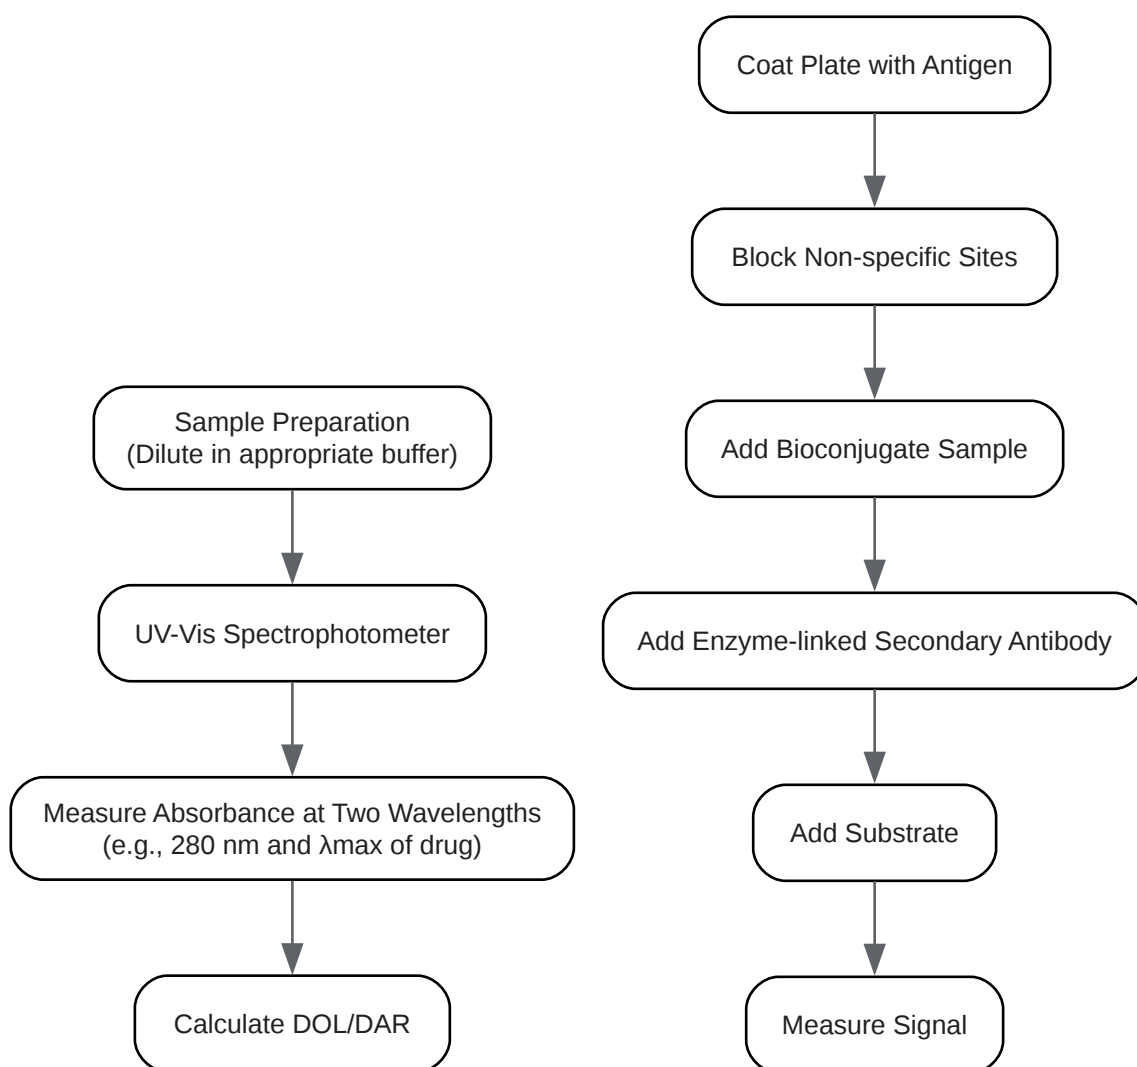 Sample Preparation
(Dilute in appropriate buffer)
UV-Vis Spectrophotometer
Measure Absorbance at Two Wavelengths
(e.g., 280 nm and λmax of drug)
Calculate DOL/DAR
Coat Plate with Antigen
Block Non-specific Sites
Add Bioconjugate Sample
Add Enzyme-linked Secondary Antibody
Add Substrate
Measure Signal